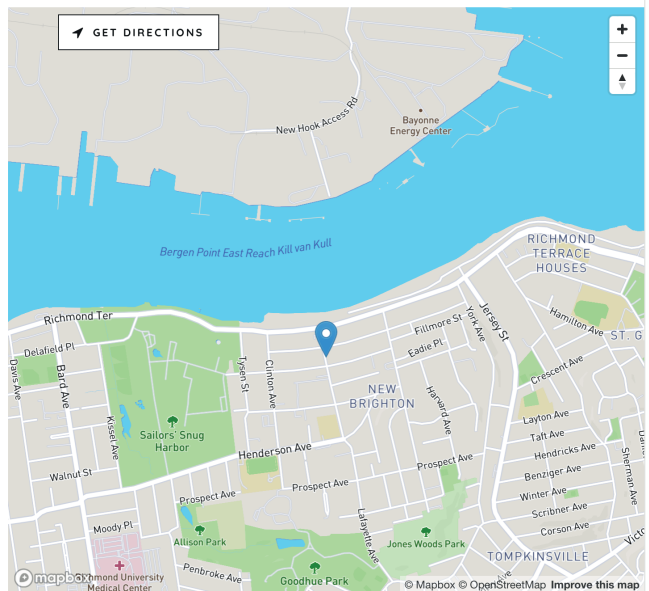 GET DIRECTIONS
New Hook Access Rd
Bayonne
Energy Center
Bergen Point East Reach Kill van Kull
RICHMOND
TERRACE
HOUSES
Richmond Ter
Fillmore St
York Ave
Jersey St
Hamilton Ave
ST. G
Delafield Pl
Eadie Pl
Davis Ave
Bard Ave
Tysen St
Clinton Ave
Crescent Ave
NEW
BRIGHTON
Harvard Ave
Kissel Ave
Layton Ave
Sailors' Snug
Harbor
Taft Ave
Henderson Ave
Hendricks Ave
Sherman Ave
Walnut St
Prospect Ave
Benziger Ave
Prospect Ave
Prospect Ave
Winter Ave
Scribner Ave
Moody Pl
Lafayette Ave
Corson Ave
Allison Park
Jones Woods Park
TOMPKINSVILLE
Penbroke Ave
Goodhue Park
mapbox
Richmond University
Medical Center
© Mapbox © OpenStreetMap Improve this map